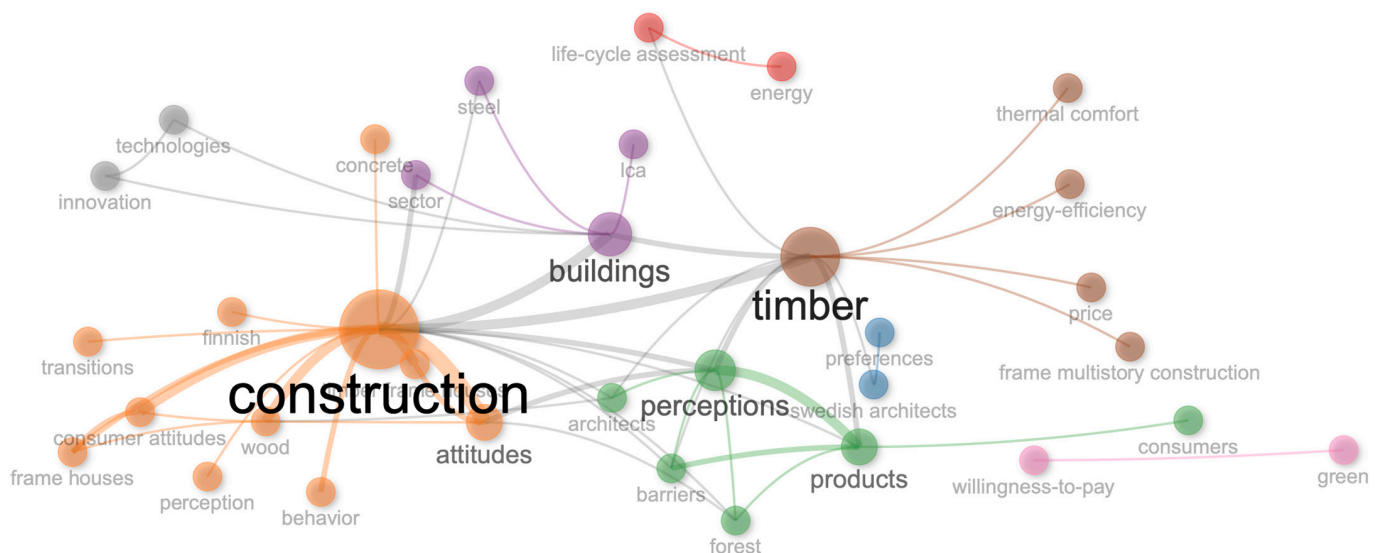 life-cycle assessment
energy
steel
thermal comfort
technologies
concrete
lca
sector
innovation
energy-efficiency
buildings
timber
price
finnish
preferences
transitions
frame multistory construction
construction
perceptions
swedish architects
architects
consumer attitudes
wood
attitudes
consumers
frame houses
products
willingness-to-pay
green
perception
barriers
behavior
forest